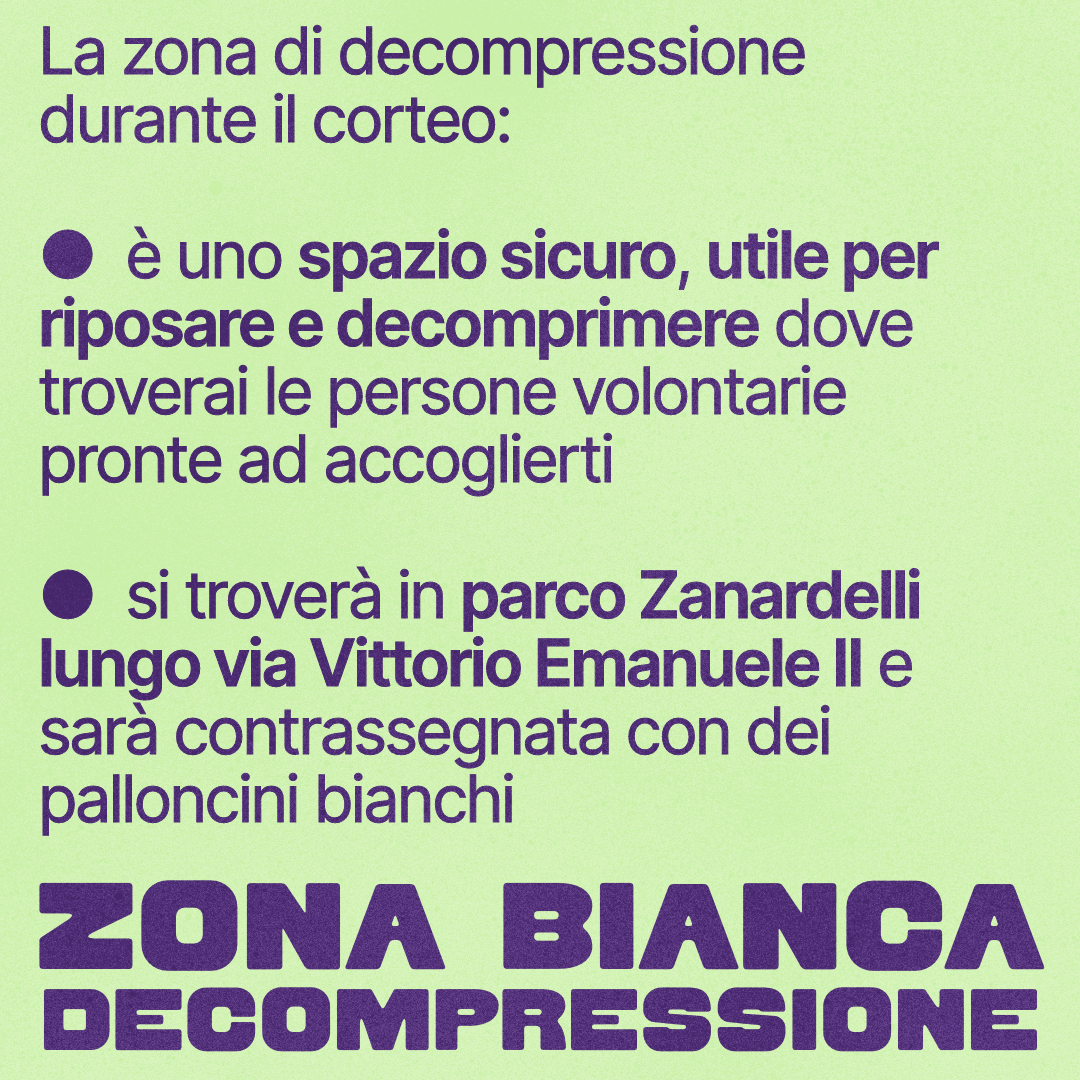 La zona di decompressione
durante il corteo:
● è uno spazio sicuro, utile per
riposare e decomprimere dove
troverai le persone volontarie
pronte ad accoglierti
● si troverà in parco Zanardelli
lungo via Vittorio Emanuele II e
sarà contrassegnata con dei
palloncini bianchi
ZONA BIANCA
DECOMPRESSIONE